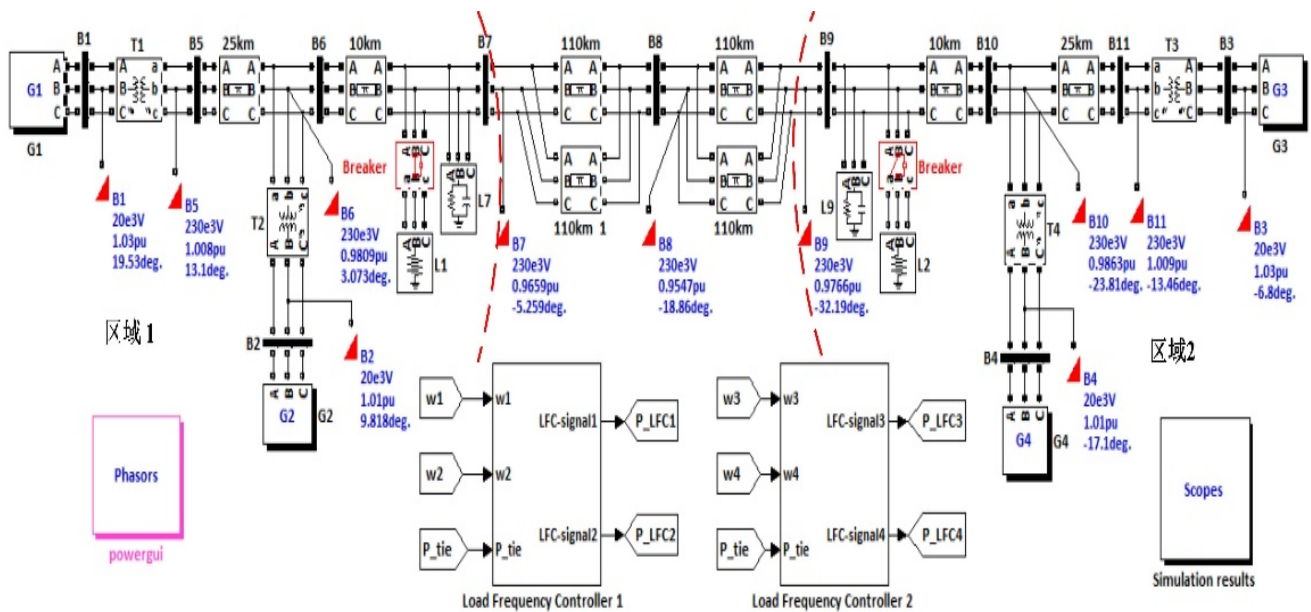 B1
T1
B5
25km
B6
10km
B7
110km
B8
110km
B9
10km
B10
25km
B11
T3
B3
A
B
C
G1
G1
A
B
C
a
b
c
A A
B B
C C
A A
B B
C C
A A
B B
C C
A A
B B
C C
A A
B B
C C
A A
B B
C C
a
b
c
A
B
C
A
B
C
G3
G3
A A
B B
C C
110km 1
A A
B B
C C
110km
Breaker
A B C
a b c
A B C
L1
A B C
L7
A B C
L9
Breaker
A B C
a b c
A B C
L2
B1
20e3V
1.03pu
19.53deg.
B5
230e3V
1.008pu
13.1deg.
T2
a b c
A B C
B6
230e3V
0.9809pu
3.073deg.
B7
230e3V
0.9659pu
-5.259deg.
B8
230e3V
0.9547pu
-18.86deg.
B9
230e3V
0.9766pu
-32.19deg.
T4
a b c
A B C
B10
230e3V
0.9863pu
-23.81deg.
B11
230e3V
1.009pu
-13.46deg.
B3
20e3V
1.03pu
-6.8deg.
区域 1
B2
A B C
G2
G2
B2
20e3V
1.01pu
9.818deg.
区域2
B4
A B C
G4
G4
B4
20e3V
1.01pu
-17.1deg.
Phasors
powergui
w1
w2
P_tie
w1
w2
P_tie
LFC-signal1
LFC-signal2
P_LFC1
P_LFC2
Load Frequency Controller 1
w3
w4
P_tie
w3
w4
P_tie
LFC-signal3
LFC-signal4
P_LFC3
P_LFC4
Load Frequency Controller 2
Scopes
Simulation results